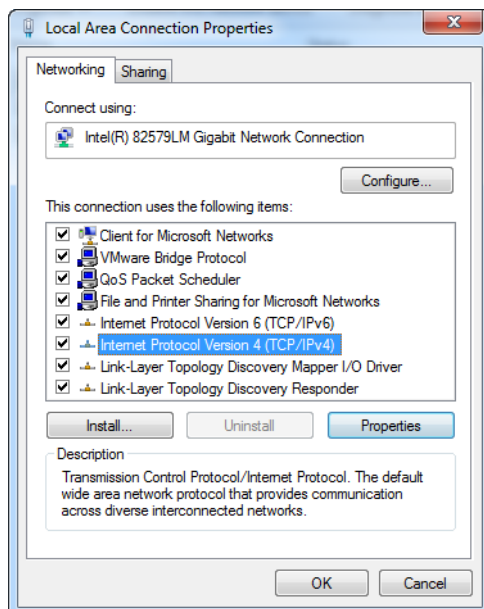 Local Area Connection Properties
Networking
Sharing
Connect using:
Intel(R) 82579LM Gigabit Network Connection
Configure...
This connection uses the following items:
Client for Microsoft Networks
VMware Bridge Protocol
QoS Packet Scheduler
File and Printer Sharing for Microsoft Networks
Internet Protocol Version 6 (TCP/IPv6)
Internet Protocol Version 4 (TCP/IPv4)
Link-Layer Topology Discovery Mapper I/O Driver
Link-Layer Topology Discovery Responder
Install...
Uninstall
Properties
Description
Transmission Control Protocol/Internet Protocol. The default
wide area network protocol that provides communication
across diverse interconnected networks.
OK
Cancel